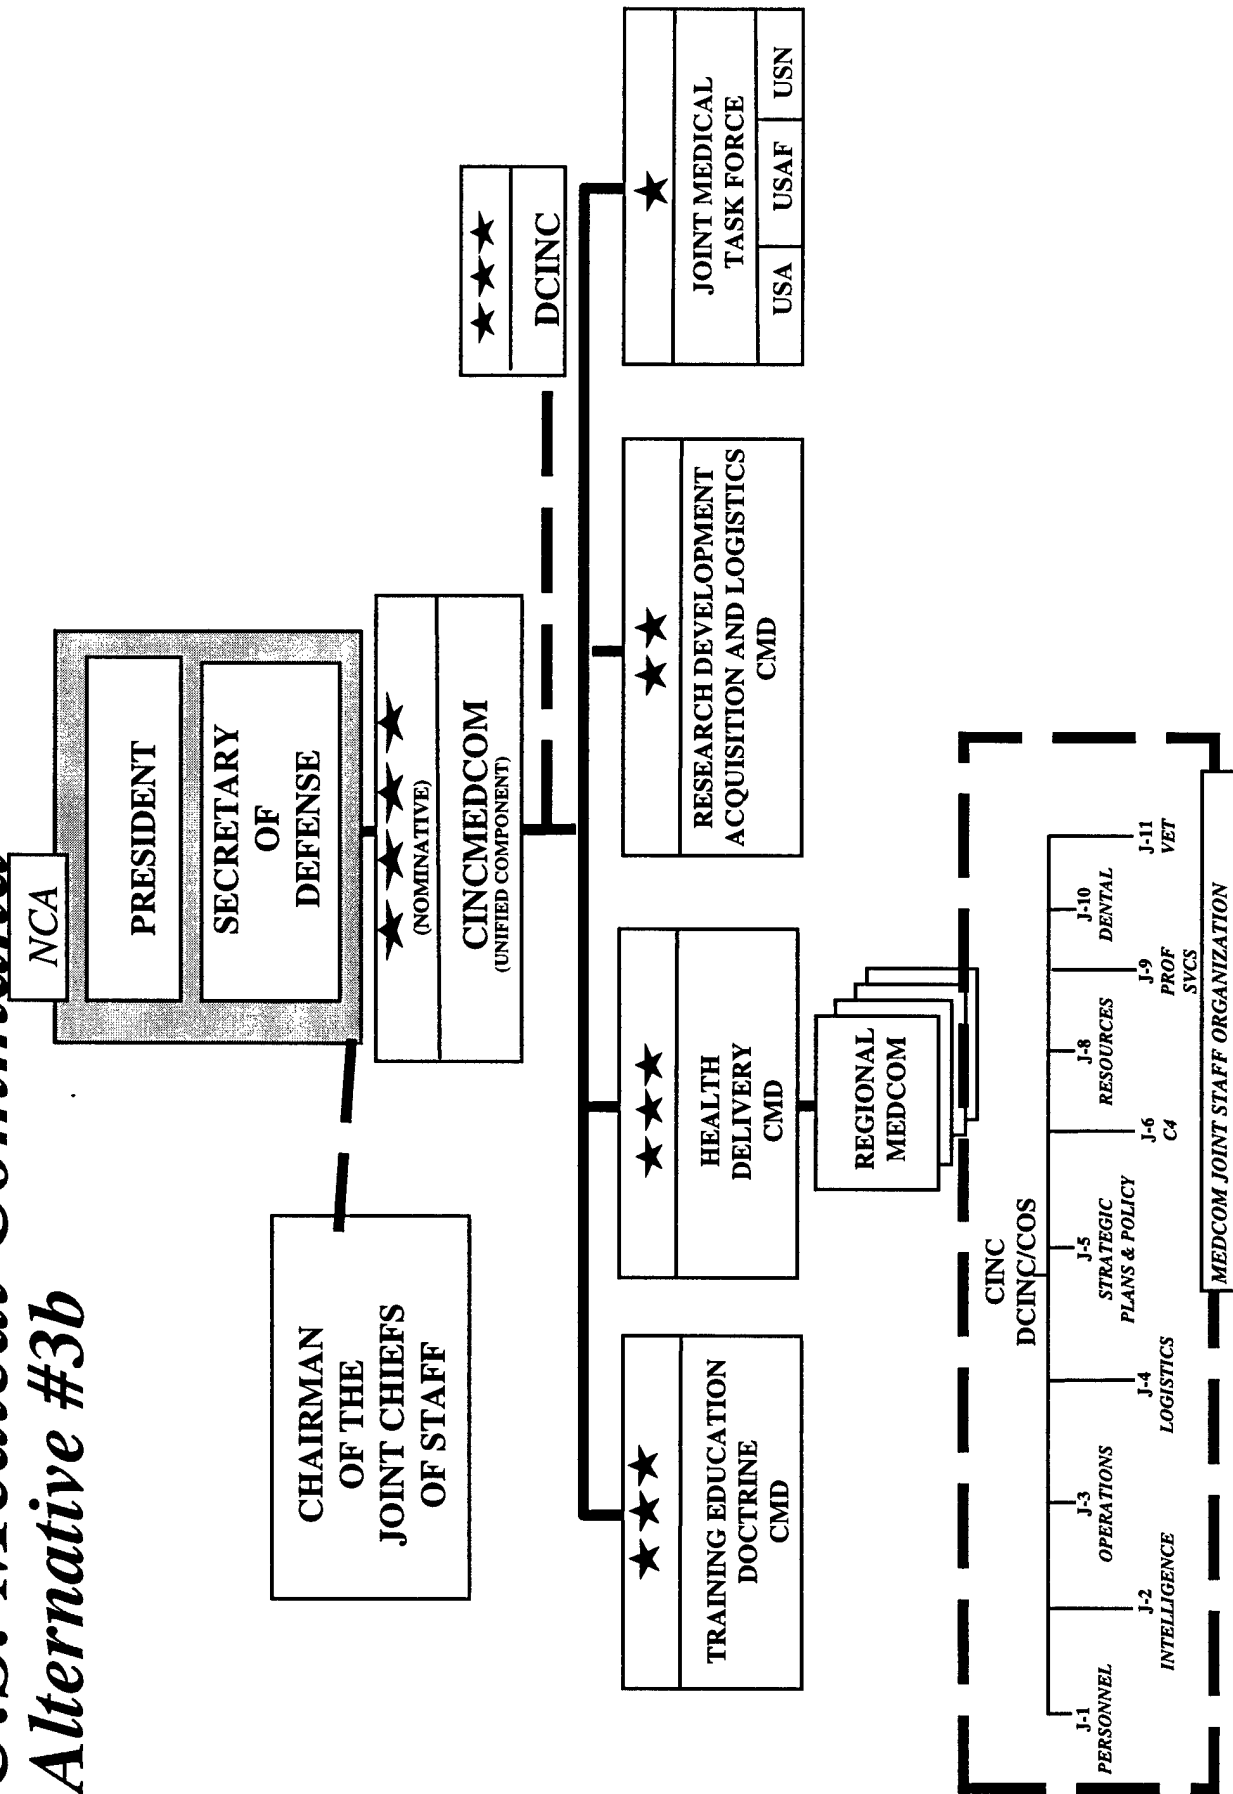 U.S. Medical Command
Alternative #3b
NCA
PRESIDENT
SECRETARY
OF
DEFENSE
CHAIRMAN
OF THE
JOINT CHIEFS
OF STAFF
(NOMINATIVE)
CINCMEDCOM
(UNIFIED COMPONENT)
DCINC
TRAINING EDUCATION
DOCTRINE
CMD
HEALTH
DELIVERY
CMD
RESEARCH DEVELOPMENT
ACQUISITION AND LOGISTICS
CMD
JOINT MEDICAL
TASK FORCE
USA USAF USN
REGIONAL
MEDCOM
CINC
DCINC/COS
J-1
PERSONNEL
J-2
INTELLIGENCE
J-3
OPERATIONS
J-4
LOGISTICS
J-5
STRATEGIC
PLANS & POLICY
J-6
C4
J-8
RESOURCES
J-9
PROF
SVCS
J-10
DENTAL
J-11
VET
MEDCOM JOINT STAFF ORGANIZATION